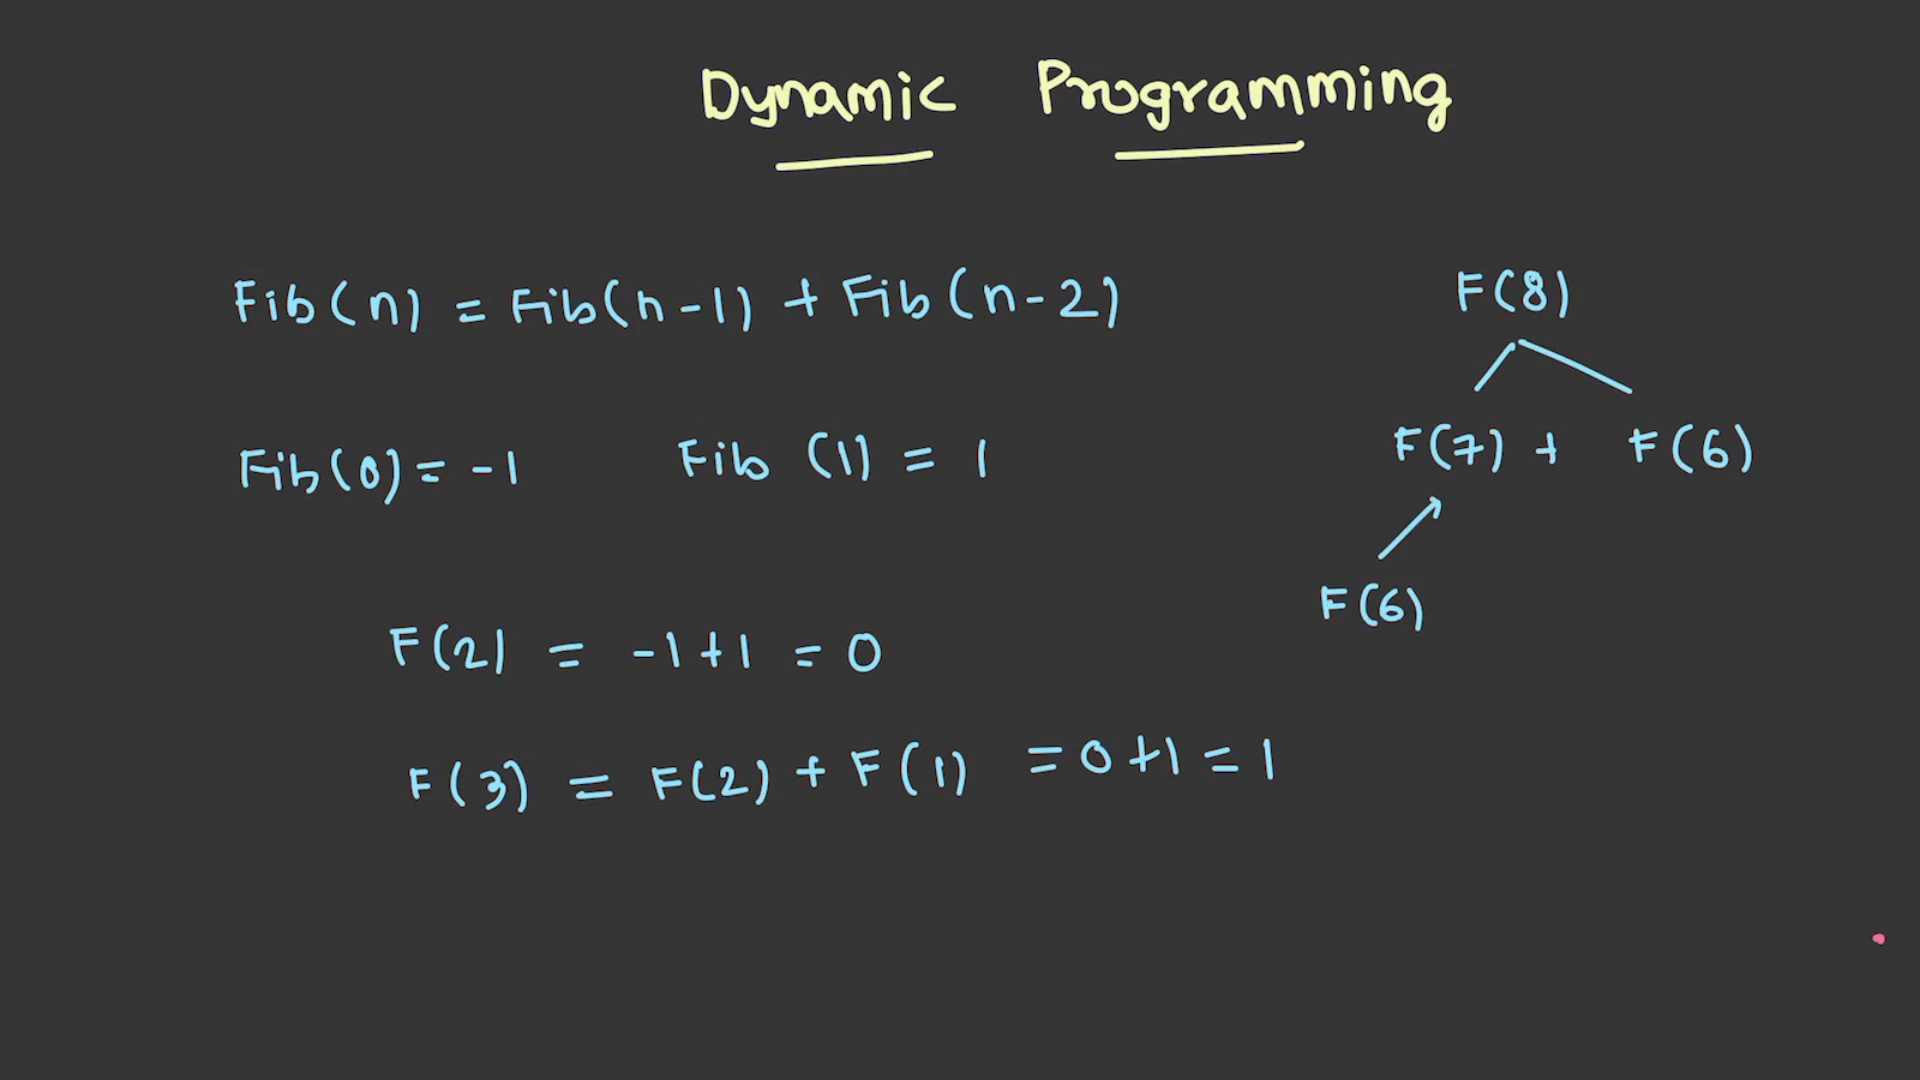 Dynamic Programming
Fib(n) = Fib(n-1) + Fib(n-2)
Fib(0) = -1 Fib (1) = 1
F(2) = -1+1 = 0
F(3) = F(2) + F(1) = 0+1 = 1
F(8)
F(7) + F(6)
F(6)